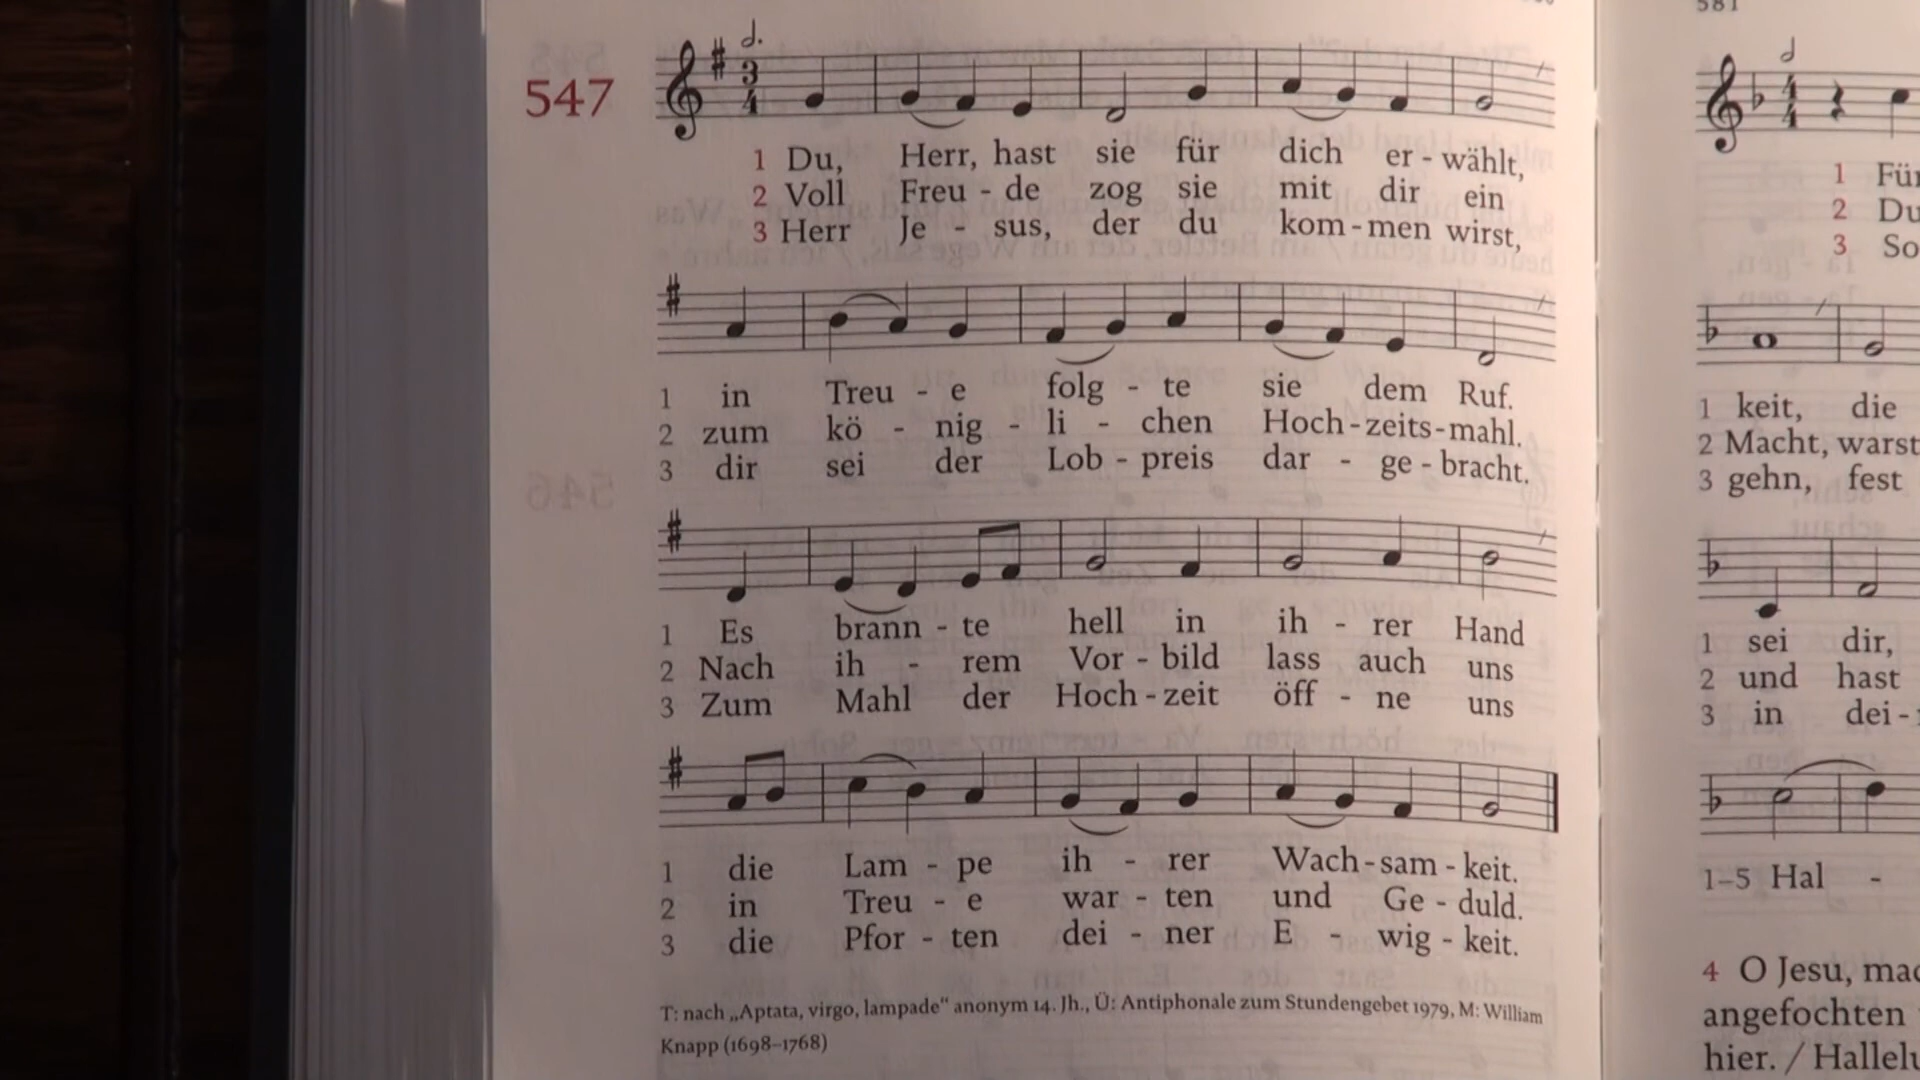 547
1 Du, Herr, hast sie für dich er - wählt,
2 Voll Freu - de zog sie mit dir ein
3 Herr Je - sus, der du kom - men wirst,
1 in Treu - e folg - te sie dem Ruf.
2 zum kö - nig - li - chen Hoch - zeits - mahl.
3 dir sei der Lob - preis dar - ge - bracht.
1 Es brann - te hell in ih - rer Hand
2 Nach ih - rem Vor - bild lass auch uns
3 Zum Mahl der Hoch - zeit öff - ne uns
1 die Lam - pe ih - rer Wach - sam - keit.
2 in Treu - e war - ten und Ge - duld.
3 die Pfor - ten dei - ner E - wig - keit.
T: nach „Aptata, virgo, lampade“ anonym 14. Jh., Ü: Antiphonale zum Stundengebet 1979, M: William
Knapp (1698–1768)
581
1
2
3 So
1 keit, die
2 Macht, warst
3 gehn, fest
1 sei dir,
2 und hast
3 in dei -
1–5 Hal -
4 O Jesu,
angefochten
hier. /